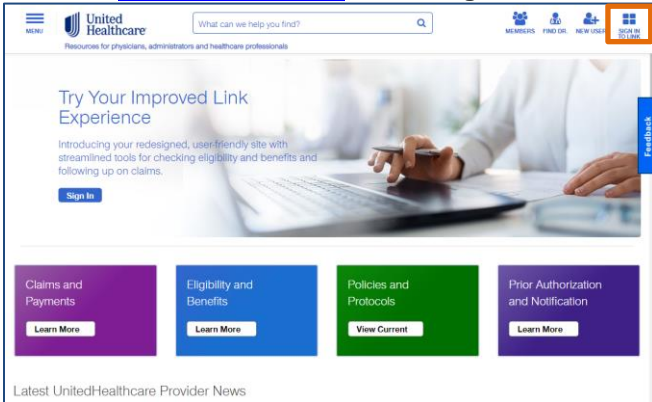 MENU
United
Healthcare
What can we help you find?
MEMBERS
FIND DR.
NEW USER
SIGN IN
TO LINK
Resources for physicians, administrators and healthcare professionals
Try Your Improved Link
Experience
Introducing your redesigned, user-friendly site with
streamlined tools for checking eligibility and benefits and
following up on claims.
Sign In
Feedback
Claims and
Payments
Learn More
Eligibility and
Benefits
Learn More
Policies and
Protocols
View Current
Prior Authorization
and Notification
Learn More
Latest UnitedHealthcare Provider News